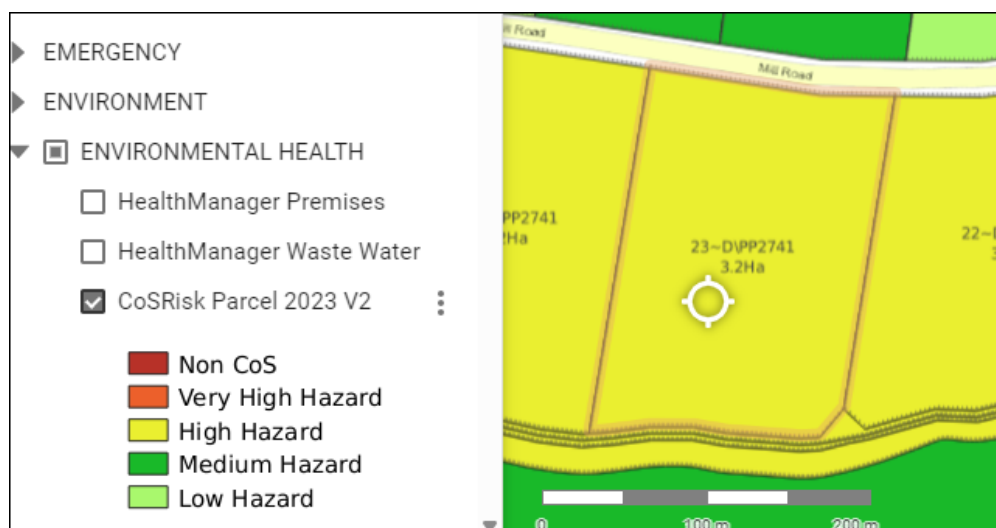 EMERGENCY
ENVIRONMENT
ENVIRONMENTAL HEALTH
HealthManager Premises
HealthManager Waste Water
CoSRisk Parcel 2023 V2
Non CoS
Very High Hazard
High Hazard
Medium Hazard
Low Hazard
Road
Mill Road
PP2741
23~D\PP2741
3.2Ha
22~
0 100 m 200 m